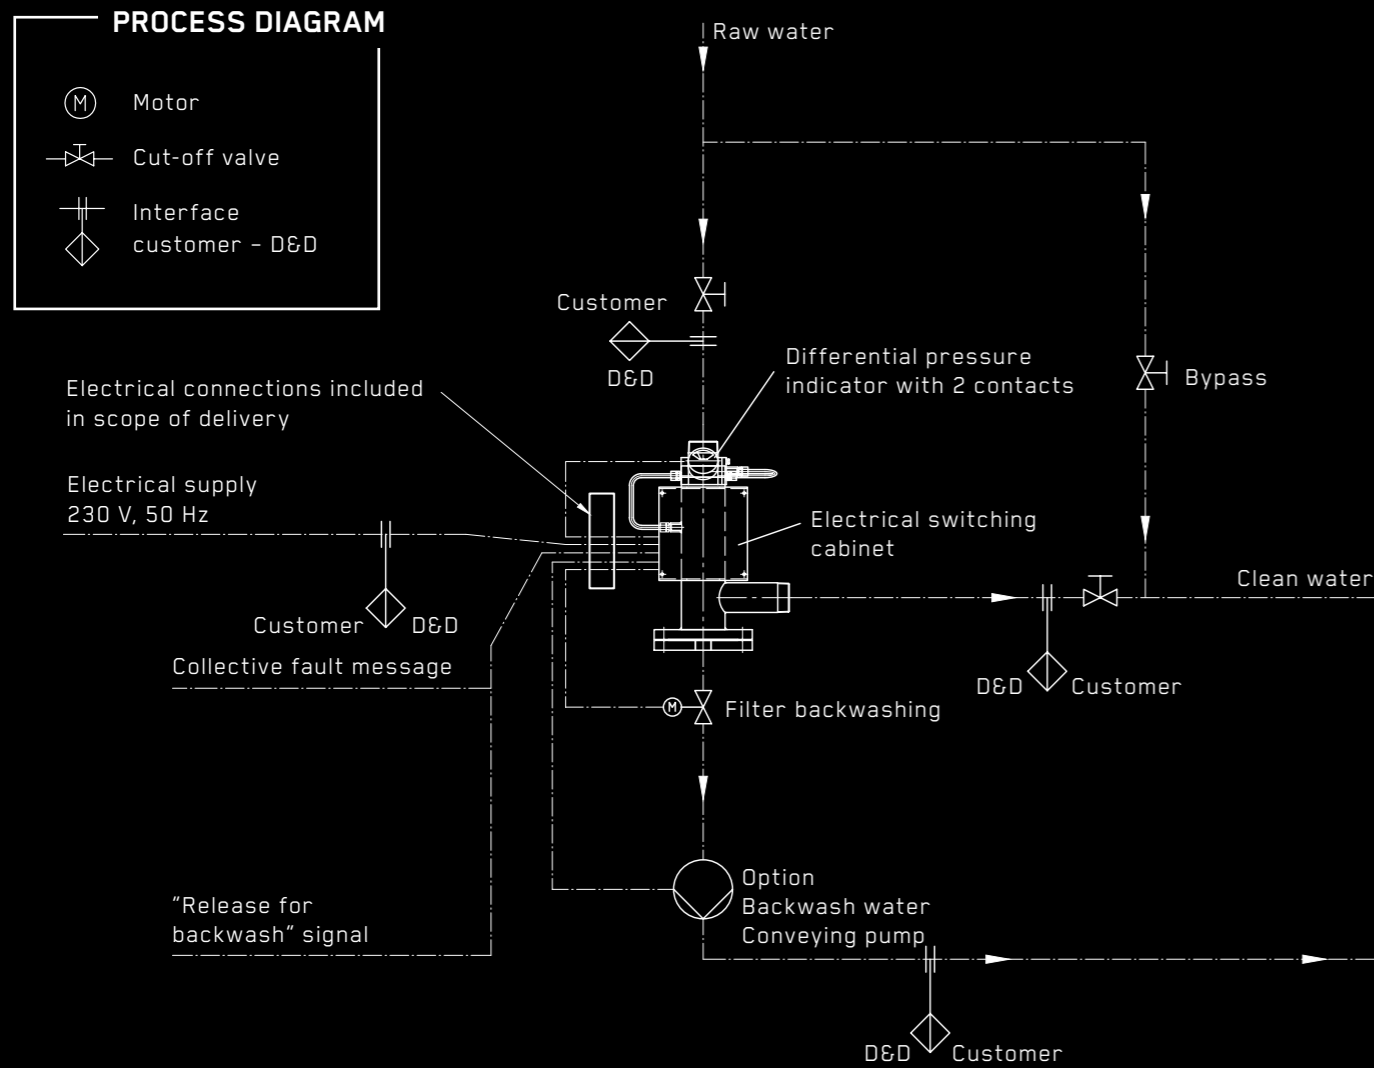 PROCESS DIAGRAM
M Motor
Cut-off valve
Interface
customer – D&D
Raw water
Customer
D&D
Differential pressure
indicator with 2 contacts
Bypass
Electrical connections included
in scope of delivery
Electrical supply
230 V, 50 Hz
Electrical switching
cabinet
Clean water
Customer D&D
Collective fault message
D&D Customer
M Filter backwashing
"Release for
backwash" signal
Option
Backwash water
Conveying pump
D&D Customer